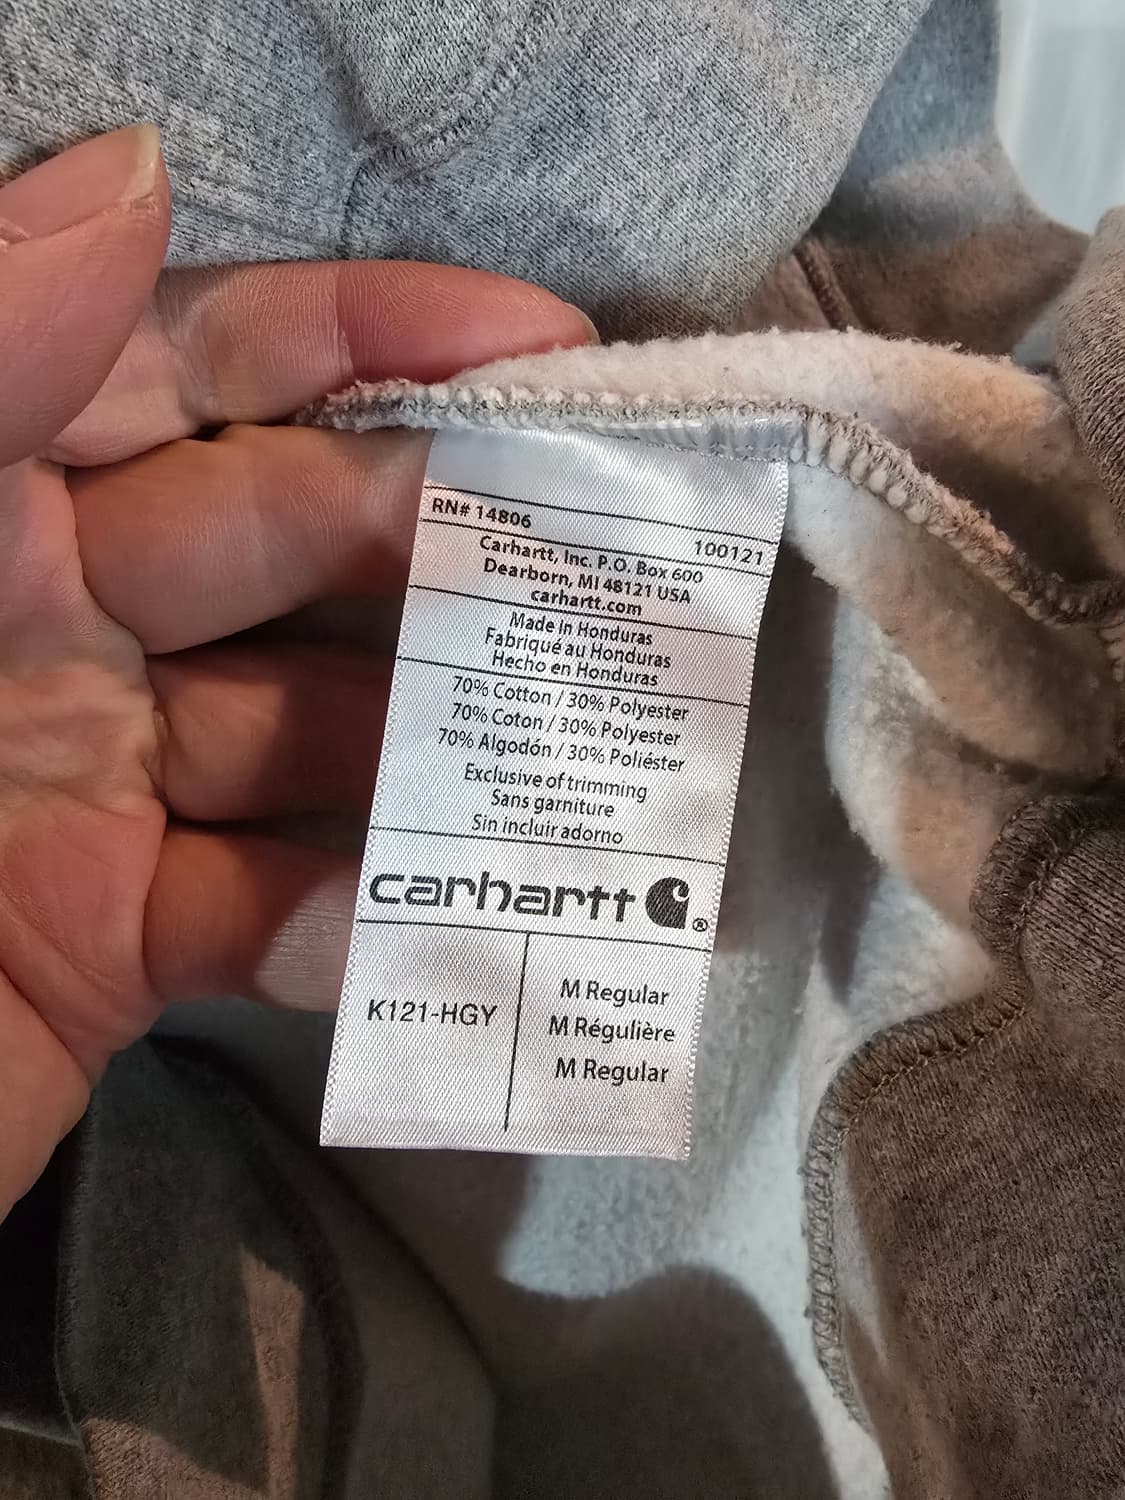 RN# 14806
100121
Carhartt, Inc. P.O. Box 600
Dearborn, MI 48121 USA
carhartt.com
Made in Honduras
Fabriqué au Honduras
Hecho en Honduras
70% Cotton / 30% Polyester
70% Coton / 30% Polyester
70% Algodón / 30% Poliéster
Exclusive of trimming
Sans garniture
Sin incluir adorno
carhartt®
K121-HGY
M Regular
M Régulière
M Regular